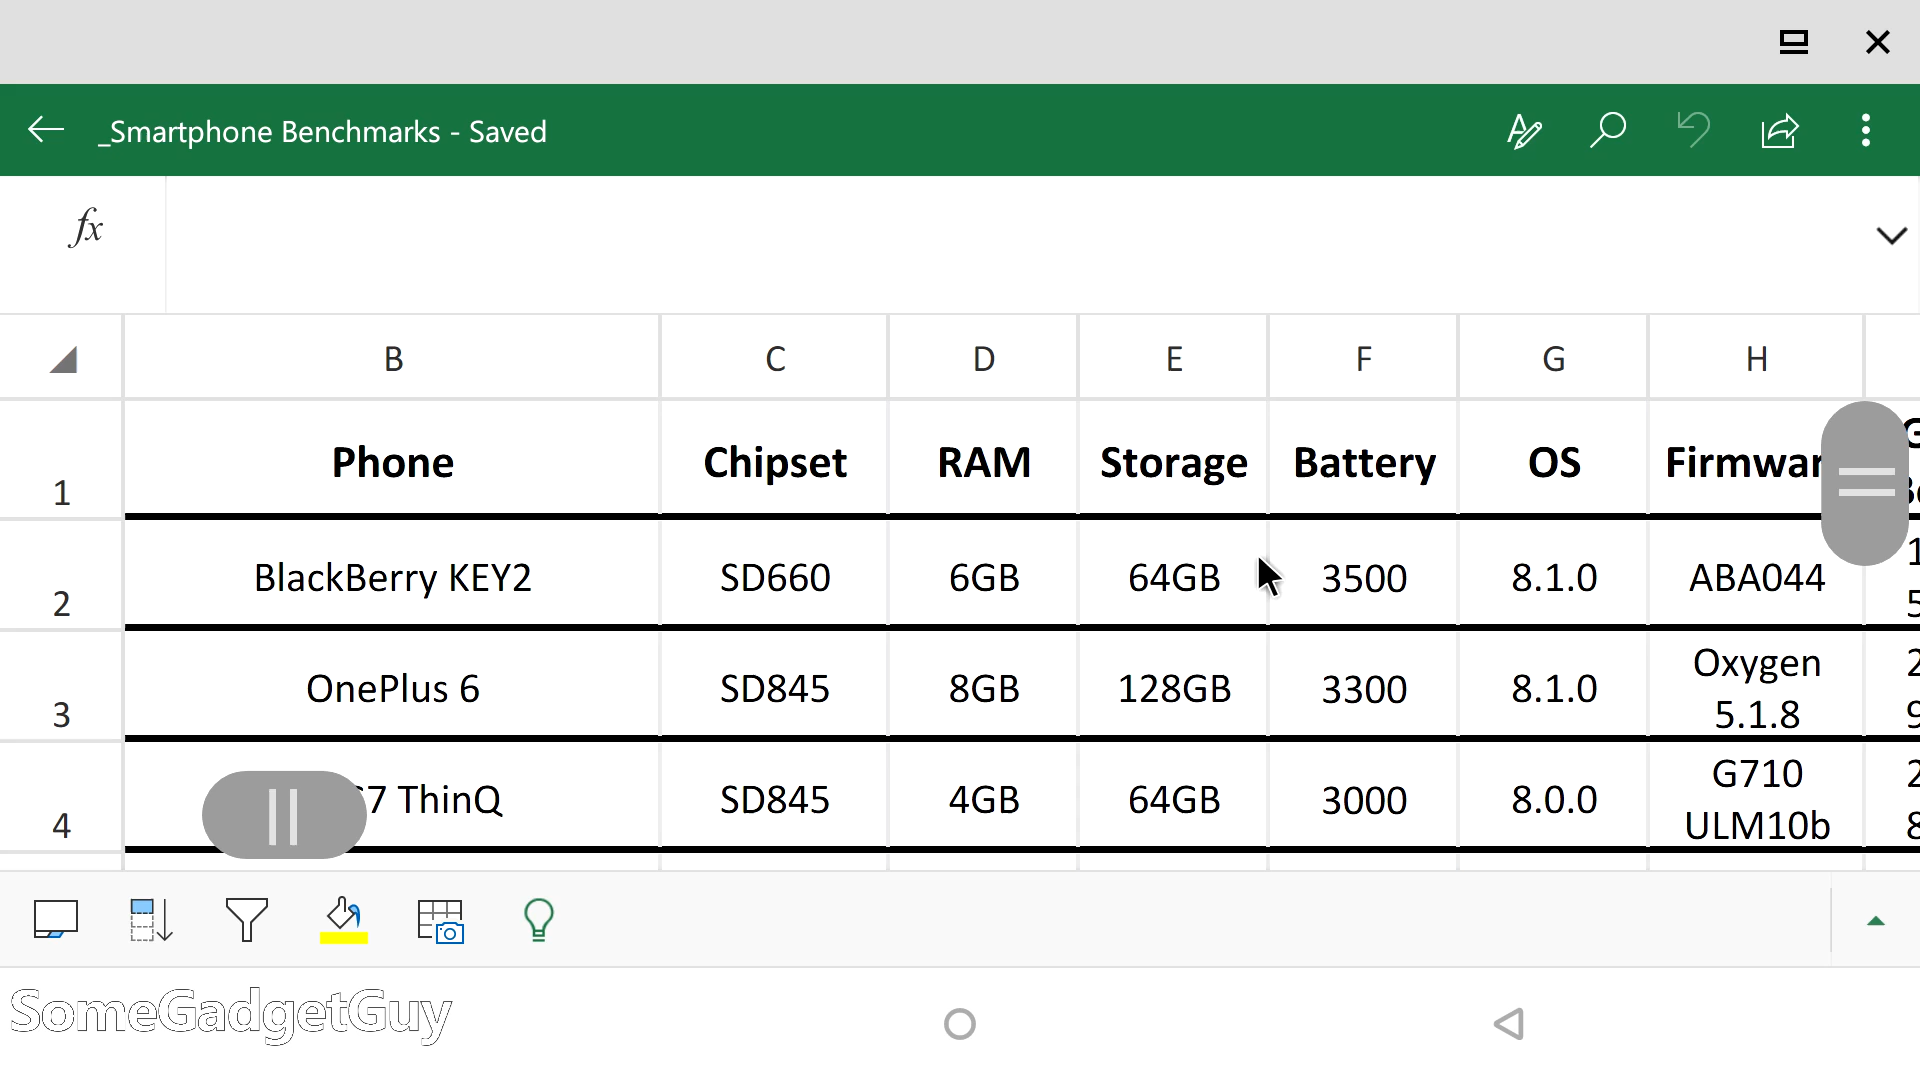 _Smartphone Benchmarks - Saved
fx
B C D E F G H
1 Phone Chipset RAM Storage Battery OS
2 BlackBerry KEY2 SD660 6GB 64GB 3500 8.1.0 ABA044
3 OnePlus 6 SD845 8GB 128GB 3300 8.1.0 Oxygen
5.1.8
4 ThinQ SD845 4GB 64GB 3000 8.0.0 G710
ULM10b
SomeGadgetGuy